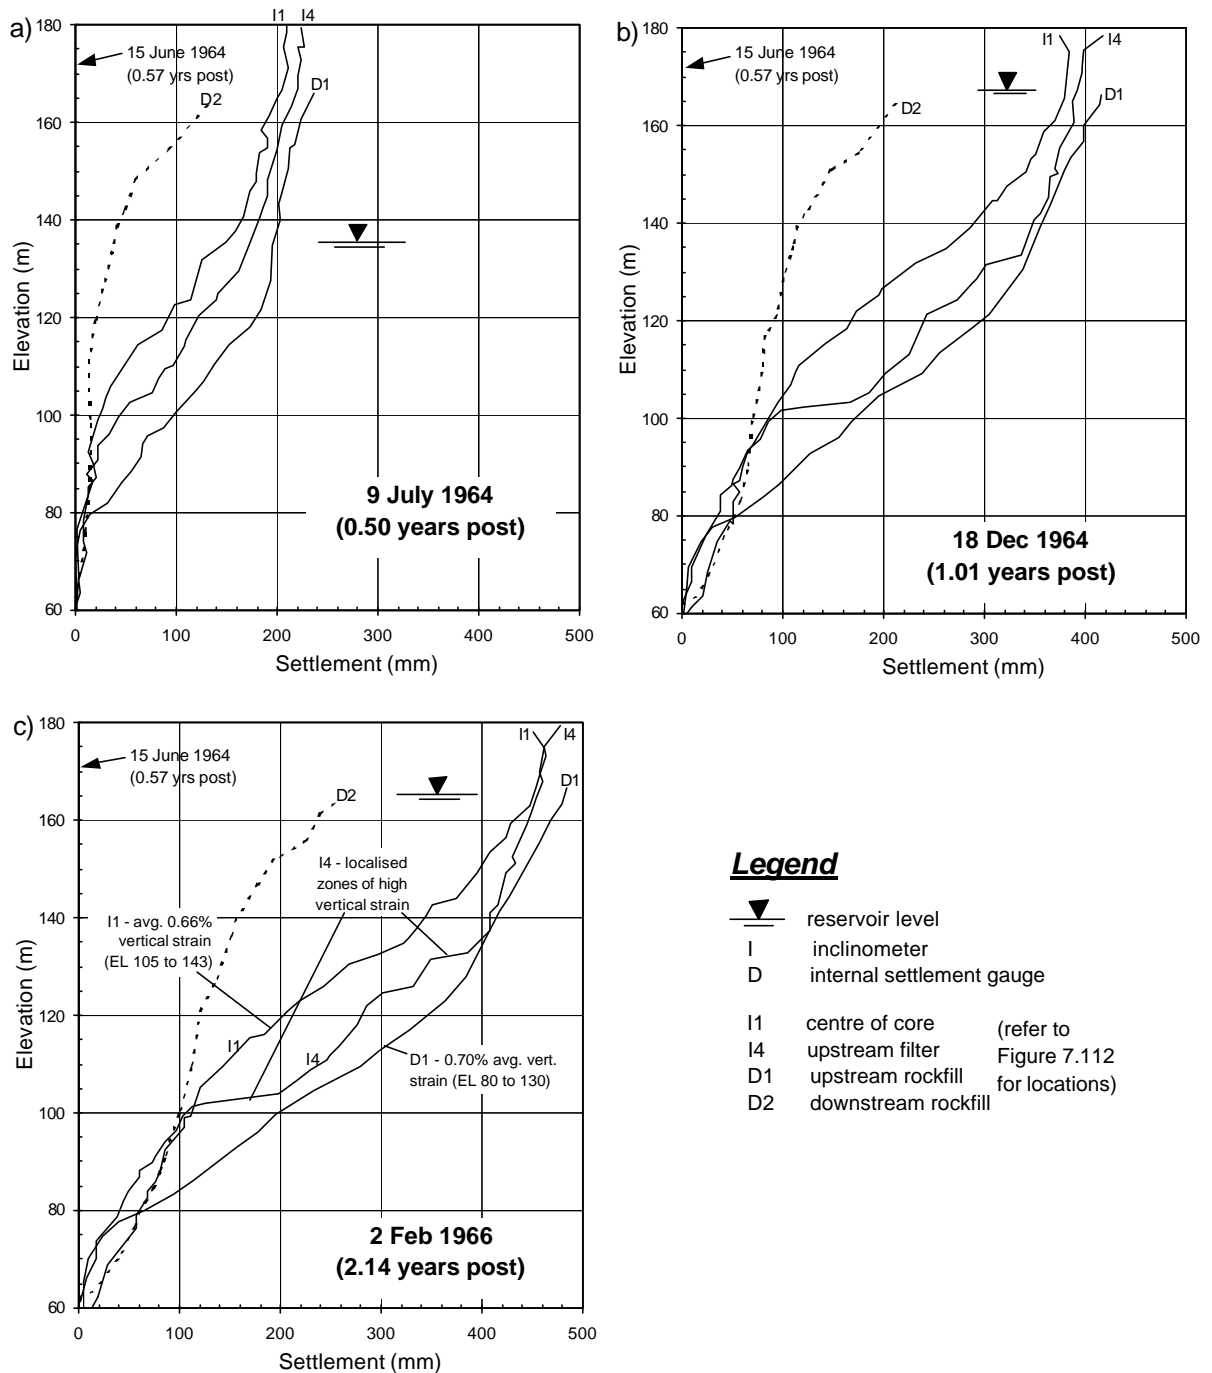 a)
I1 I4
180
15 June 1964
(0.57 yrs post)
D1
D2
160
140
120
100
80
60
Elevation (m)
9 July 1964
(0.50 years post)
0 100 200 300 400 500
Settlement (mm)
b)
180
I1 I4
15 June 1964
(0.57 yrs post)
D1
D2
160
140
120
100
80
60
Elevation (m)
18 Dec 1964
(1.01 years post)
0 100 200 300 400 500
Settlement (mm)
c)
180
I1 I4
15 June 1964
(0.57 yrs post)
D1
D2
160
I4 - localised
zones of high
vertical strain
140
I1 - avg. 0.66%
vertical strain
(EL 105 to 143)
120
I1
I4
D1 - 0.70% avg. vert.
strain (EL 80 to 130)
100
80
60
Elevation (m)
2 Feb 1966
(2.14 years post)
0 100 200 300 400 500
Settlement (mm)
Legend
reservoir level
I inclinometer
D internal settlement gauge
I1 centre of core
I4 upstream filter
D1 upstream rockfill
D2 downstream rockfill
(refer to
Figure 7.112
for locations)